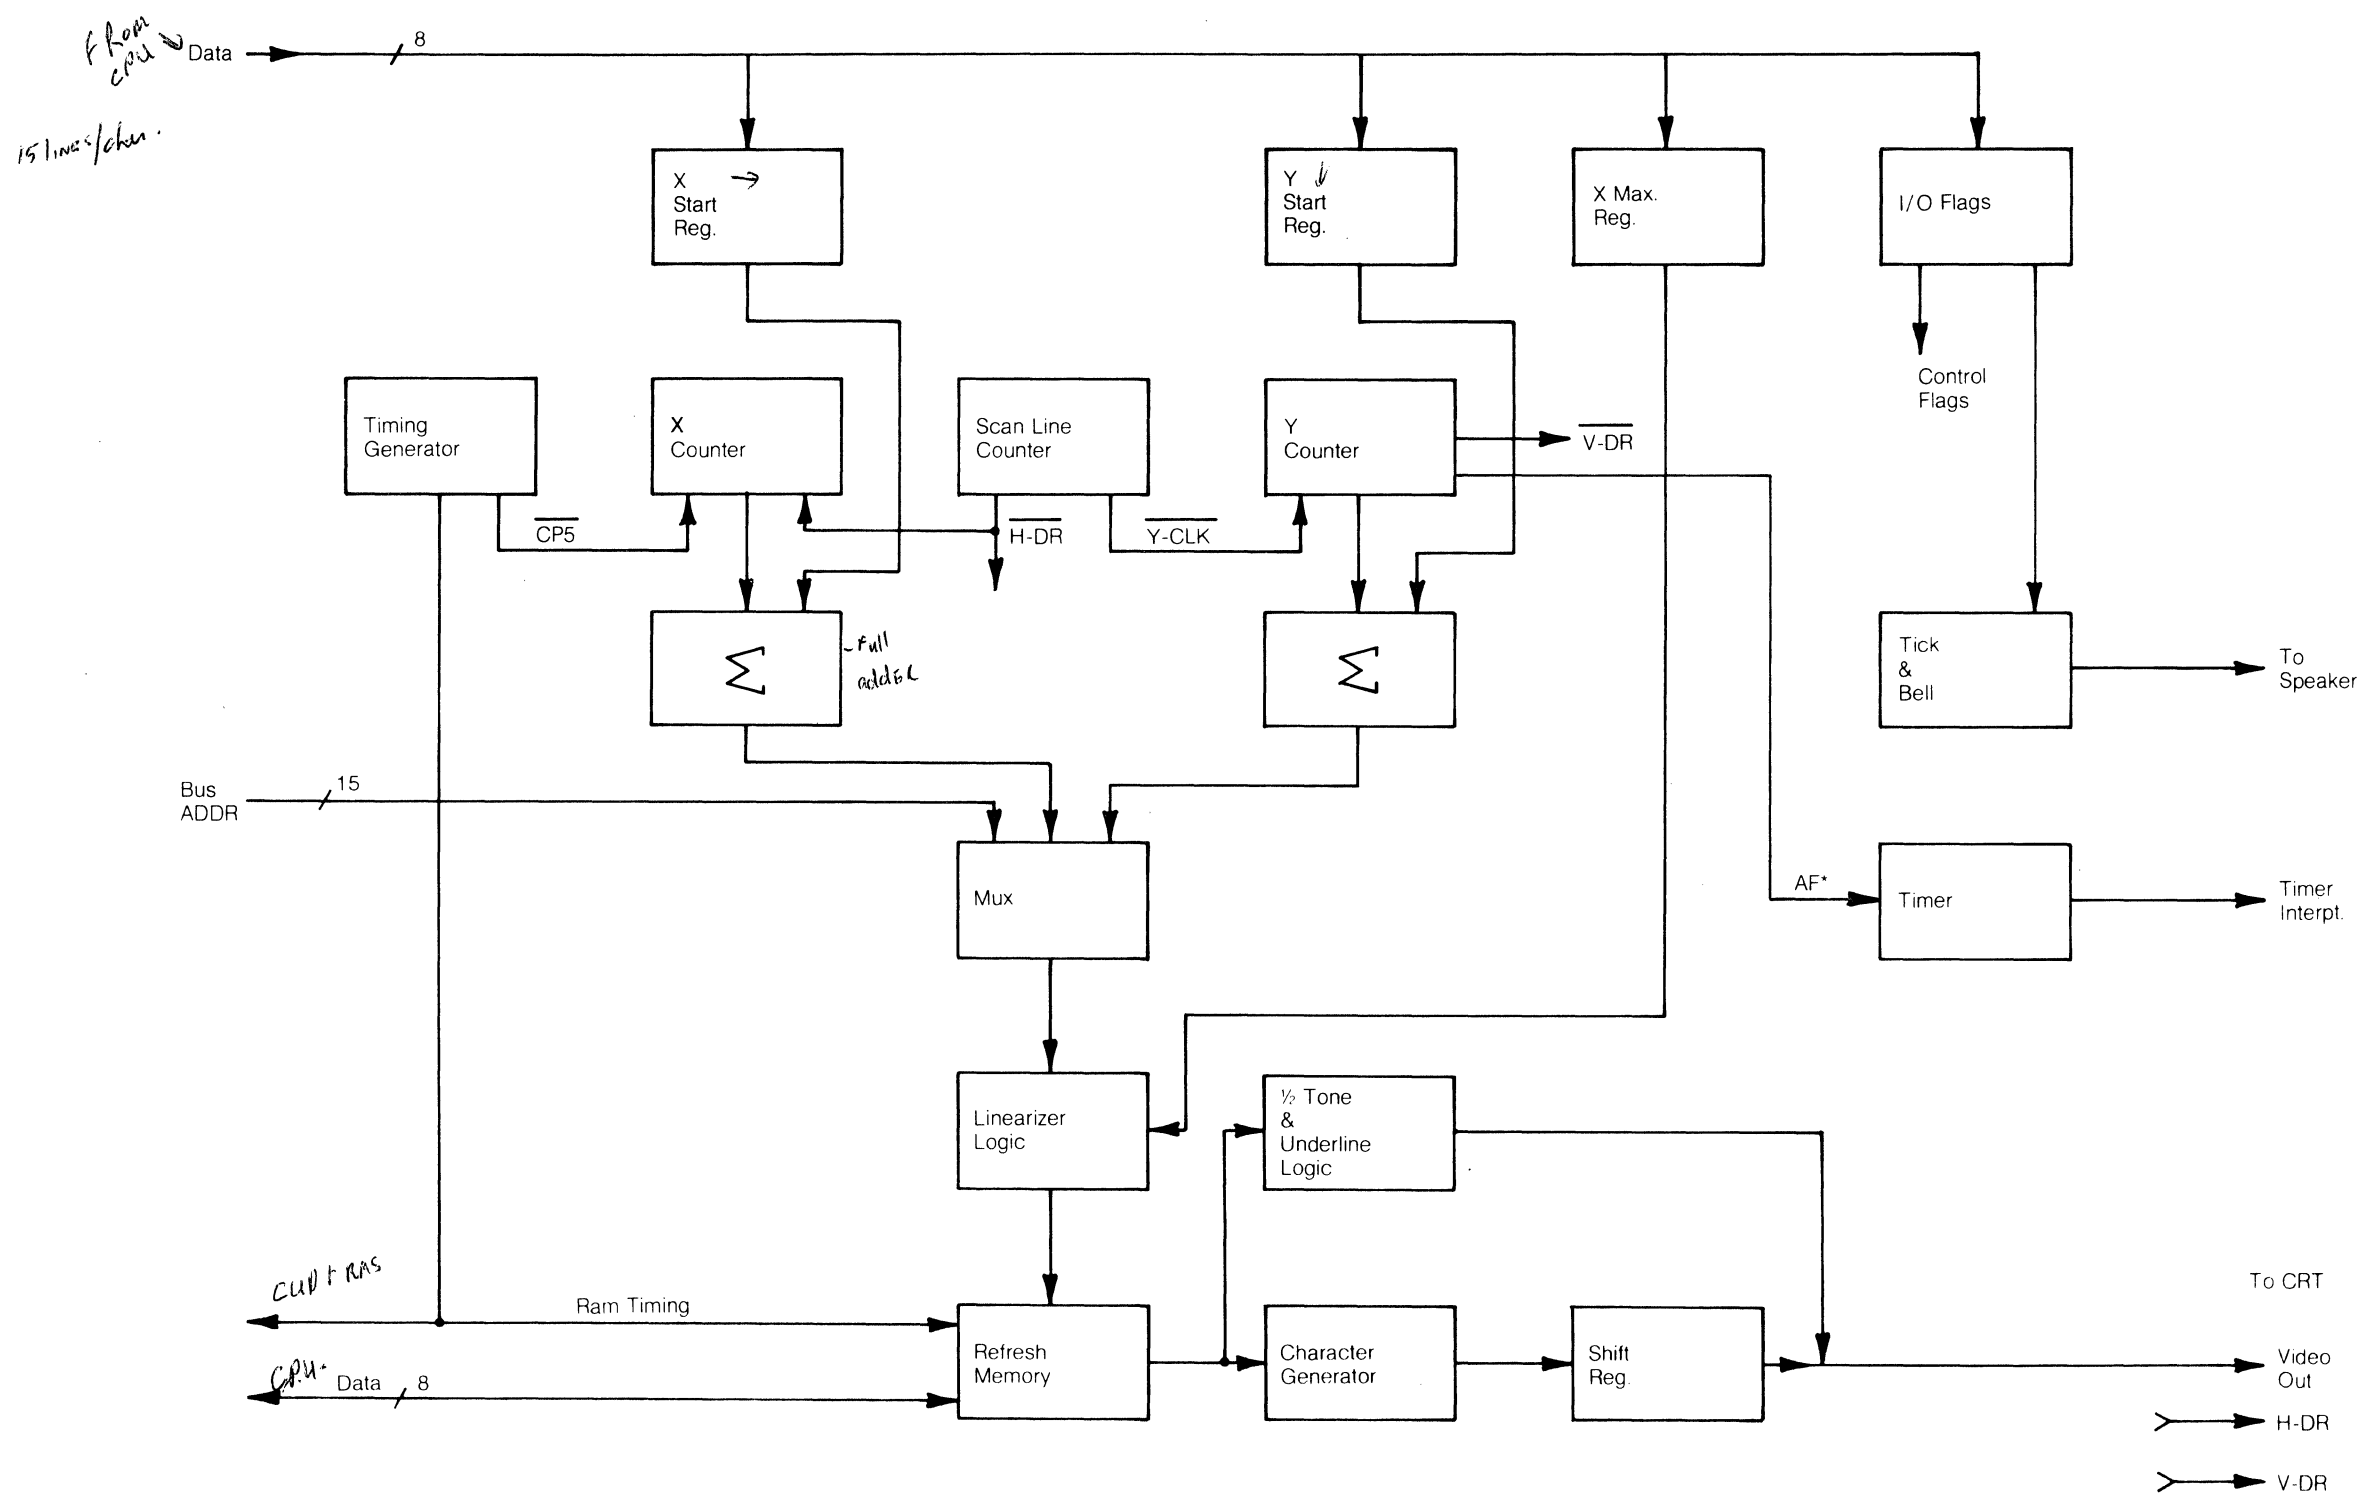 FROM
CPU
Data
8
15 lines/char.
X →
Start
Reg.
Y ↓
Start
Reg.
X Max.
Reg.
I/O Flags
Control
Flags
Timing
Generator
X
Counter
Scan Line
Counter
Y
Counter
V-DR
CP5
H-DR
Y-CLK
Σ
-Full
adder
Σ
Tick
&
Bell
To
Speaker
Bus
ADDR
15
Mux
AF*
Timer
Timer
Interpt.
Linearizer
Logic
½ Tone
&
Underline
Logic
RAS
Ram Timing
To CRT
CPU.
Data
8
Refresh
Memory
Character
Generator
Shift
Reg.
Video
Out
H-DR
V-DR